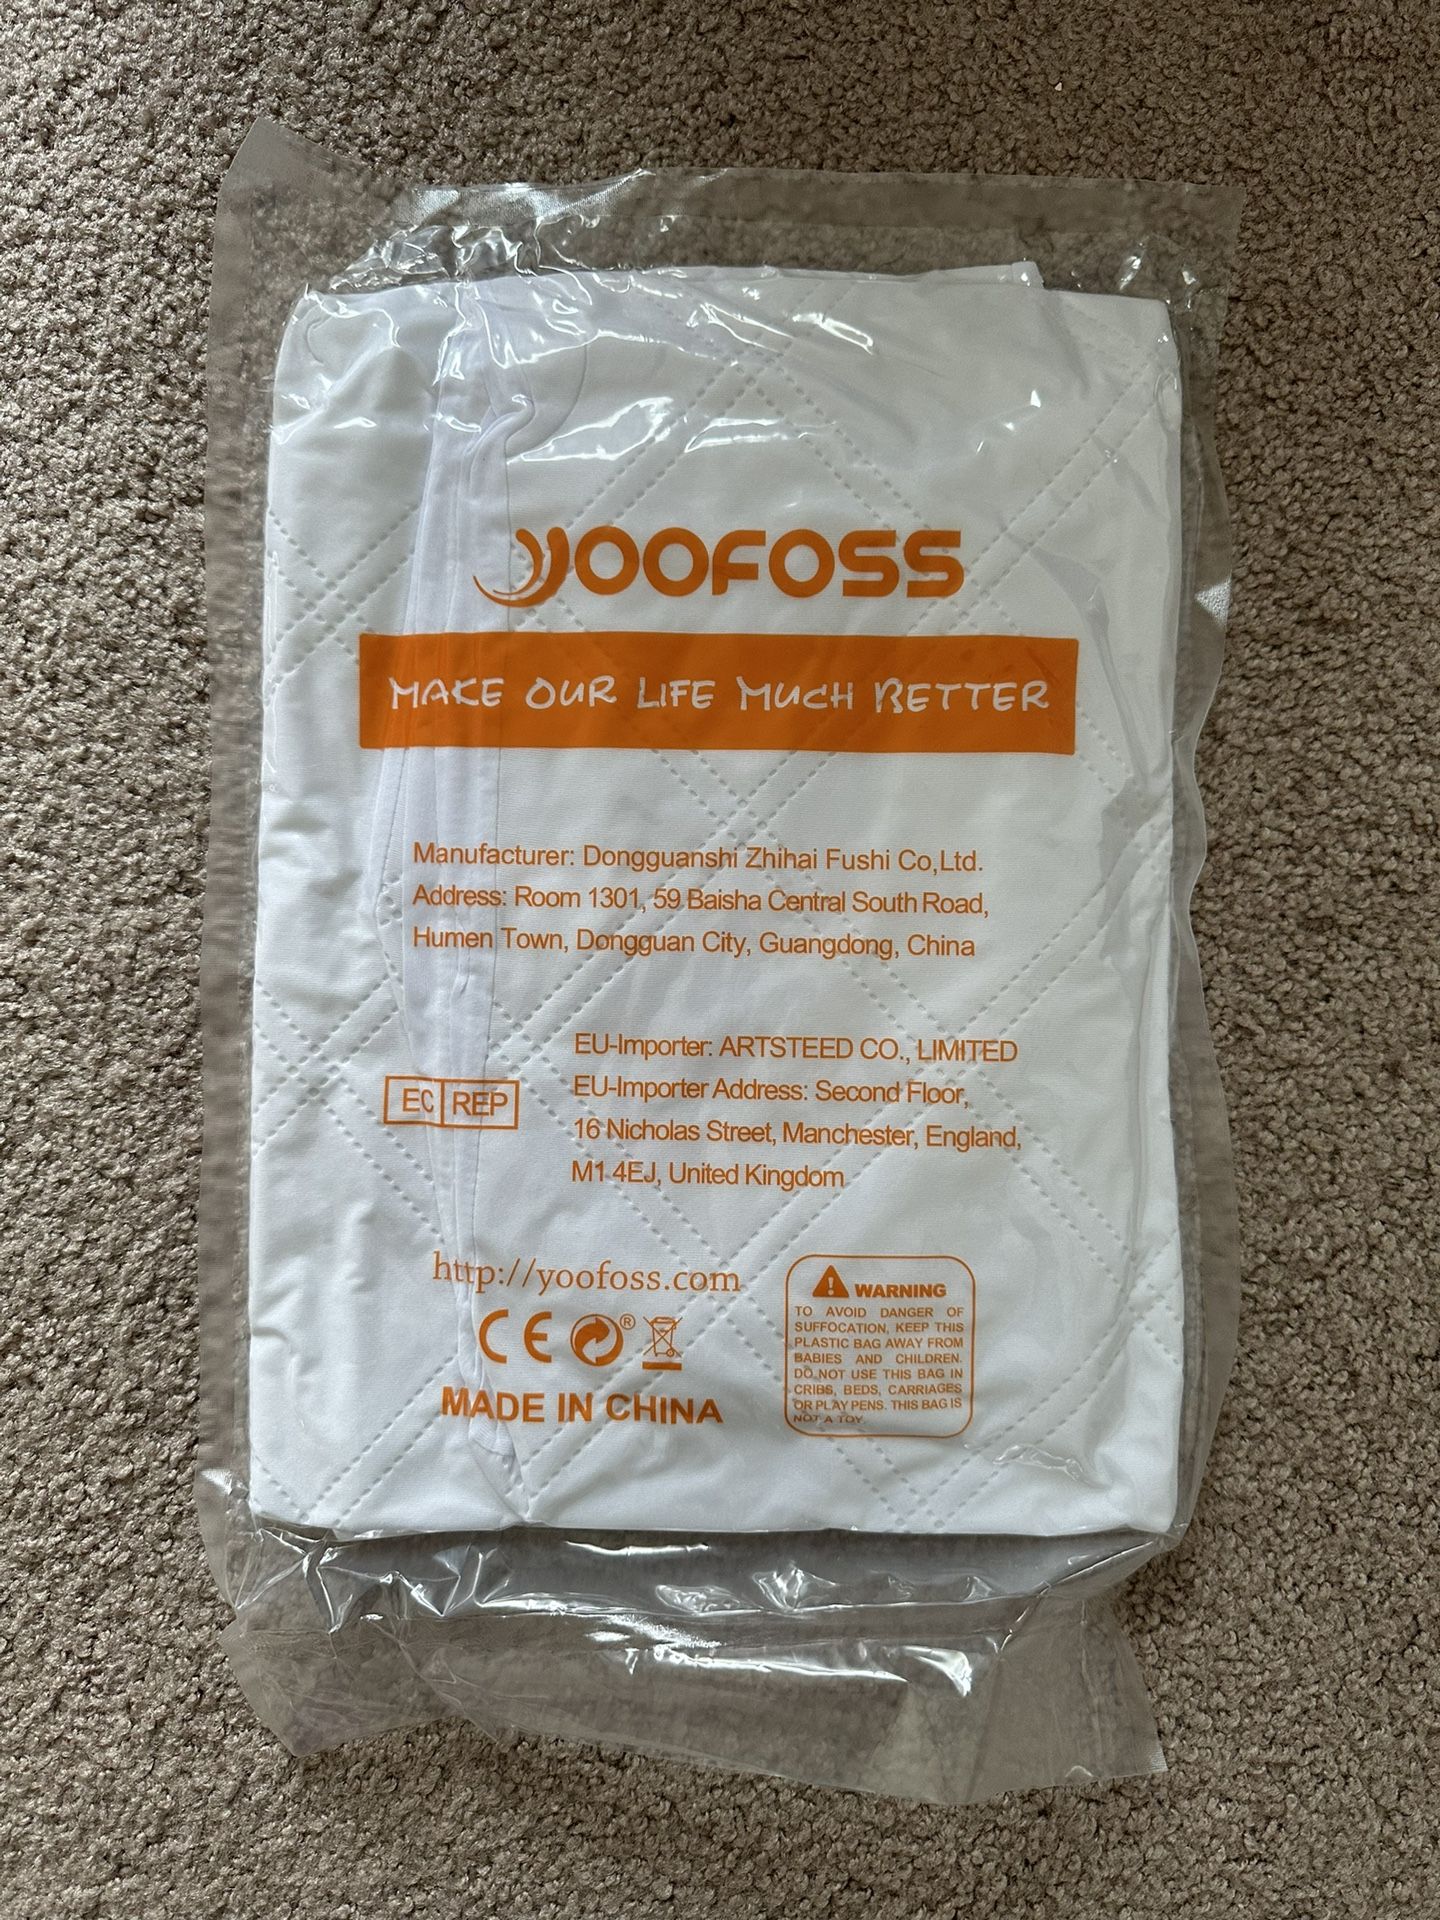 YOOFOSS
MAKE OUR LIFE MUCH BETTER
Manufacturer: Dongguanshi Zhihai Fushi Co,Ltd.
Address: Room 1301, 59 Baisha Central South Road,
Humen Town, Dongguan City, Guangdong, China
EU-Importer: ARTSTEED CO., LIMITED
EU-Importer Address: Second Floor,
16 Nicholas Street, Manchester, England,
M1 4EJ, United Kingdom
EC REP
http://yoofoss.com
CE ®
MADE IN CHINA
WARNING
TO AVOID DANGER OF
SUFFOCATION, KEEP THIS
PLASTIC BAG AWAY FROM
BABIES AND CHILDREN.
DO NOT USE THIS BAG IN
CRIBS, BEDS, CARRIAGES
OR PLAY PENS. THIS BAG IS
NOT A TOY.